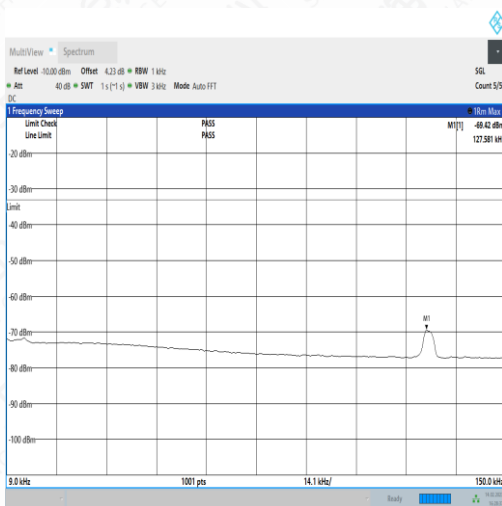 MultiView Spectrum
Ref Level -10.00 dBm Offset 4.23 dB RBW 1 kHz SGL
Att 40 dB SWT 1 s (~1 s) VBW 3 kHz Mode Auto FFT Count 5/5
DC
1 Frequency Sweep 1Rm Max
Limit Check PASS M1[1] -69.42 dBm
Line Limit PASS 127.581 kH
-20 dBm
-30 dBm
Limit
-40 dBm
-50 dBm
-60 dBm
M1
-70 dBm
-80 dBm
-90 dBm
-100 dBm
9.0 kHz 1001 pts 14.1 kHz/ 150.0 kHz
Ready